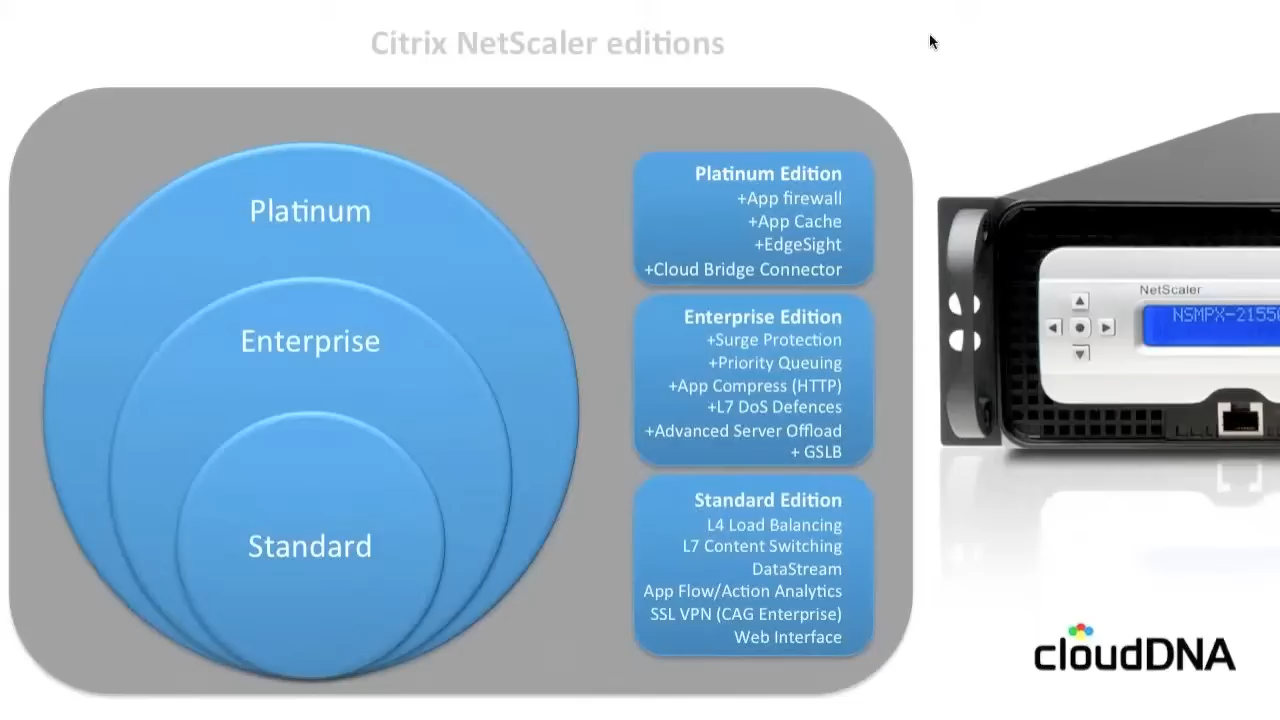 Citrix NetScaler editions
Platinum
Enterprise
Standard
Platinum Edition
+App firewall
+App Cache
+EdgeSight
+Cloud Bridge Connector
Enterprise Edition
+Surge Protection
+Priority Queuing
+App Compress (HTTP)
+L7 DoS Defences
+Advanced Server Offload
+ GSLB
Standard Edition
L4 Load Balancing
L7 Content Switching
DataStream
App Flow/Action Analytics
SSL VPN (CAG Enterprise)
Web Interface
NetScaler
NSMPX-2155
cloudDNA